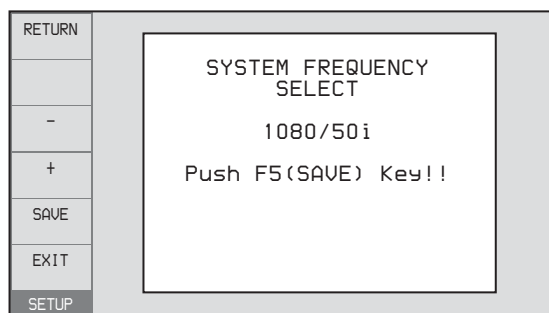 RETURN
-
+
SAVE
EXIT
SETUP
SYSTEM FREQUENCY
SELECT
1080/50i
Push F5(SAVE) Key!!